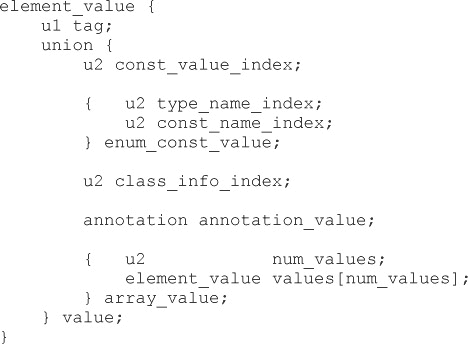 element_value {
    u1 tag;
    union {
        u2 const_value_index;

        {   u2 type_name_index;
            u2 const_name_index;
        } enum_const_value;

        u2 class_info_index;

        annotation annotation_value;

        {   u2            num_values;
            element_value values[num_values];
        } array_value;
    } value;
}